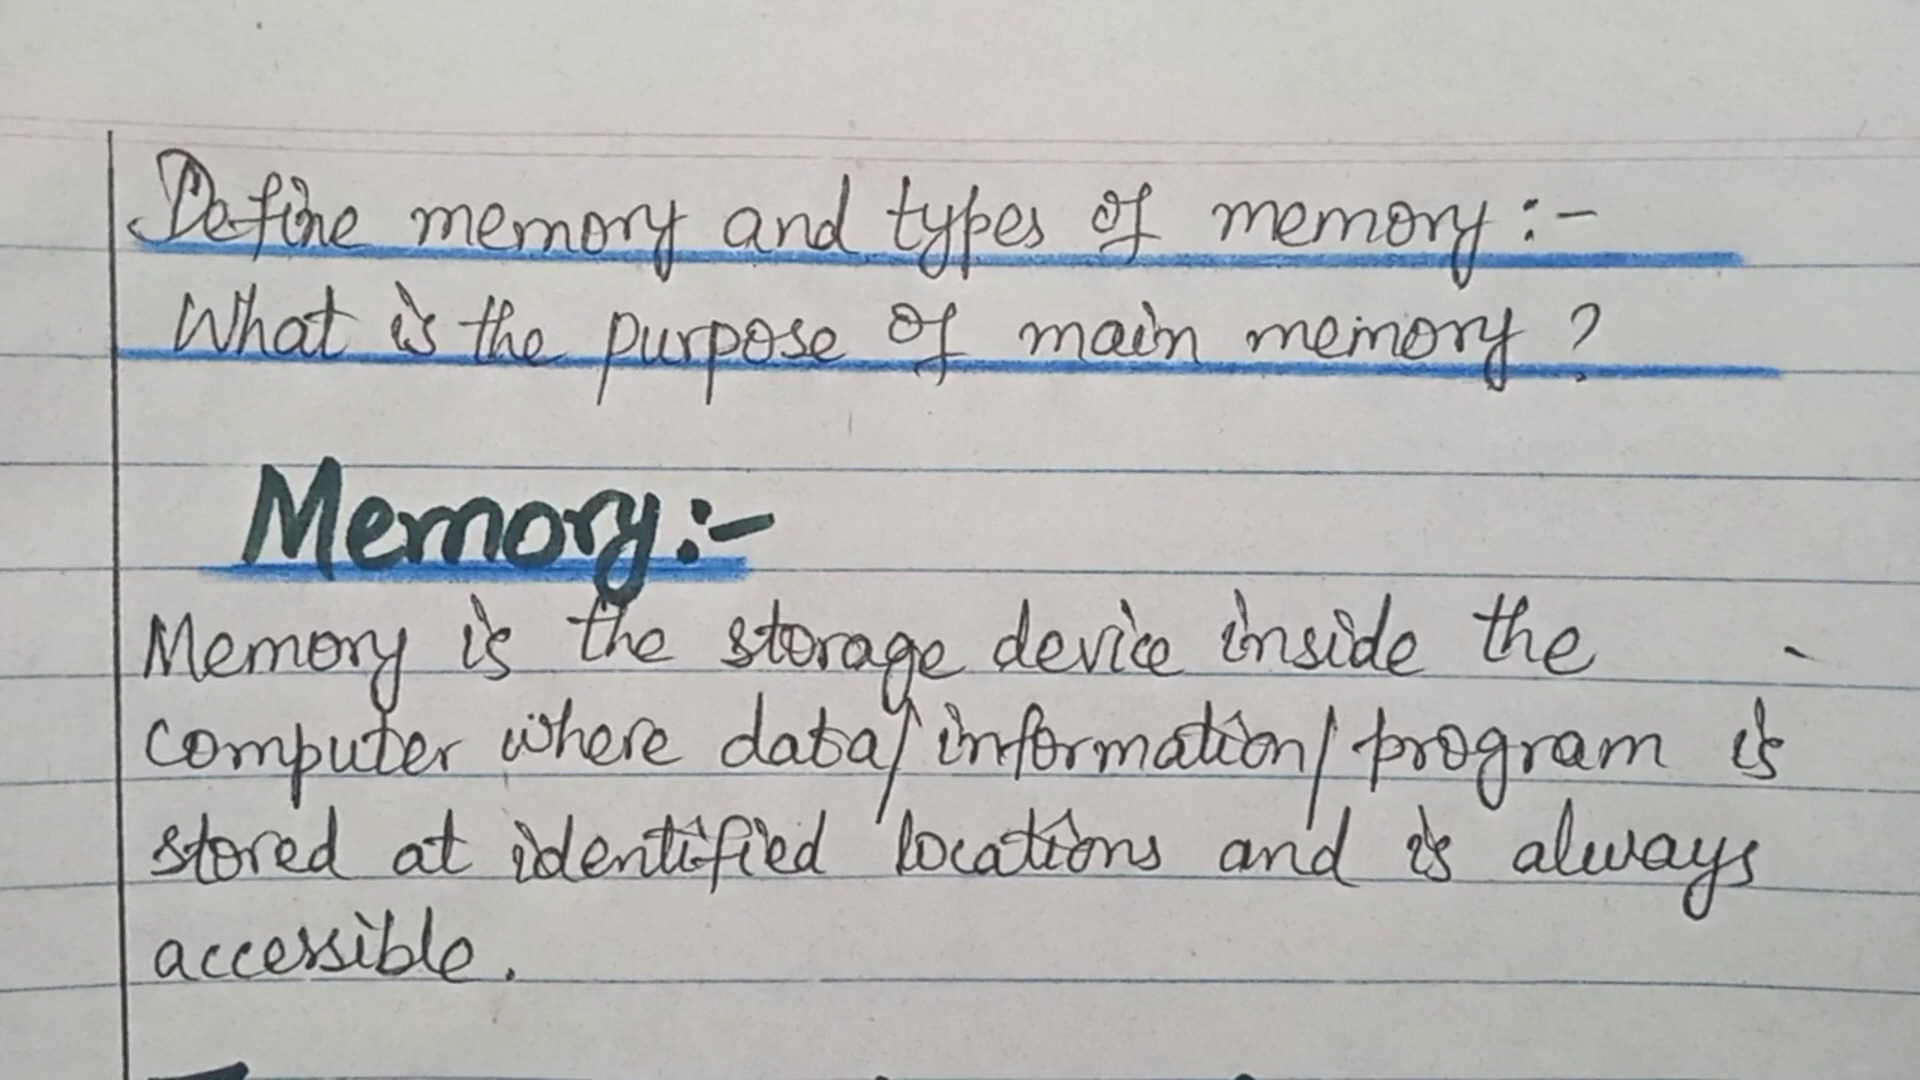 Define memory and types of memory:-
What is the purpose of main memory ?
Memory:-
Memory is the storage device inside the
computer where data/information/program is
stored at identified locations and is always
accessible.